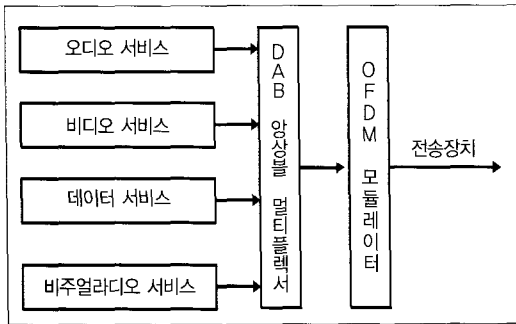 오디오 서비스
비디오 서비스
데이터 서비스
비주얼라디오 서비스
DAB 앙상블 멀티플렉서
OFDM 모듈레이터
전송장치